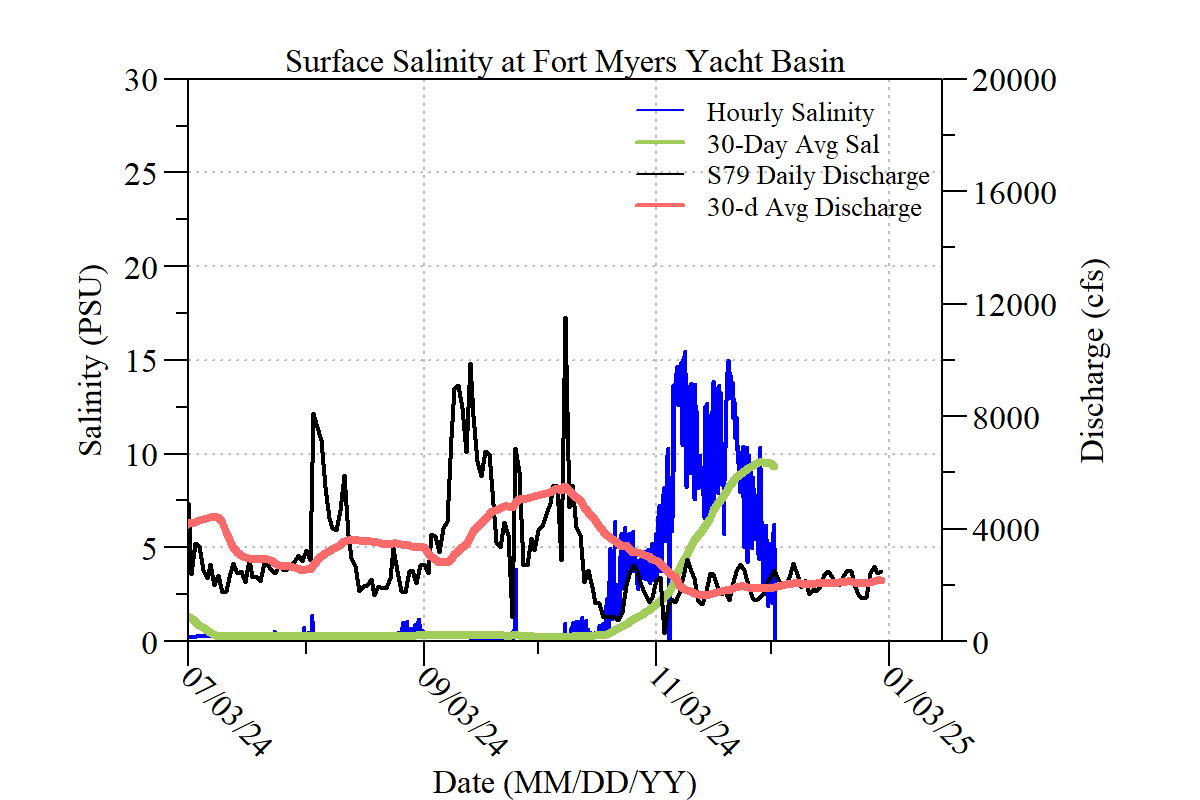 Surface Salinity at Fort Myers Yacht Basin
30
25
20
15
10
5
0
Salinity (PSU)
Hourly Salinity
30-Day Avg Sal
S79 Daily Discharge
30-d Avg Discharge
20000
16000
12000
8000
4000
0
Discharge (cfs)
07/03/24
09/03/24
11/03/24
01/03/25
Date (MM/DD/YY)